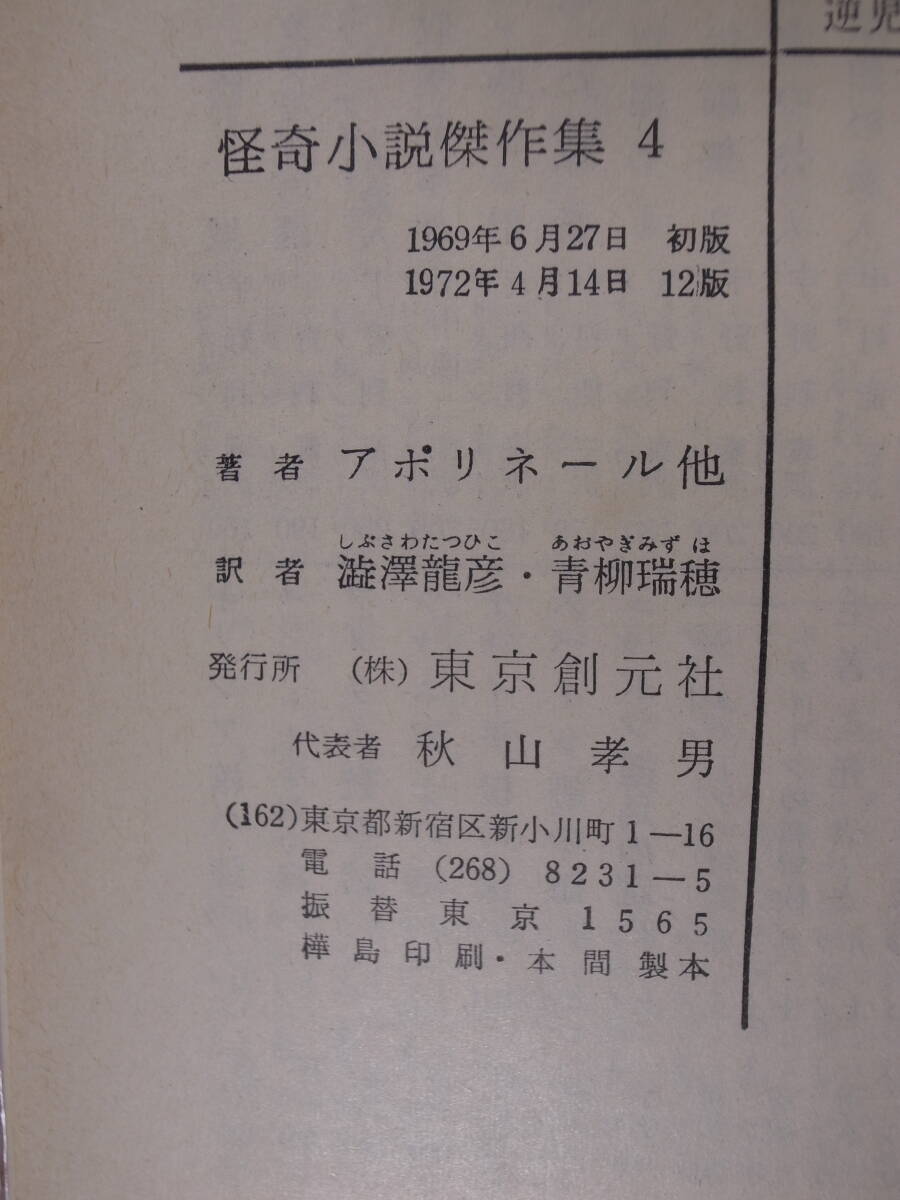 怪奇小説傑作集 4
1969年6月27日 初版
1972年4月14日 12版
著者 アポリネール他
しぶさわたつひこ あおやぎみずほ
訳者 澁澤龍彦・青柳瑞穂
発行所 (株) 東京創元社
代表者 秋山孝男
(162)東京都新宿区新小川町1—16
電話 (268) 8231—5
振替東京 1565
樺島印刷・本間製本